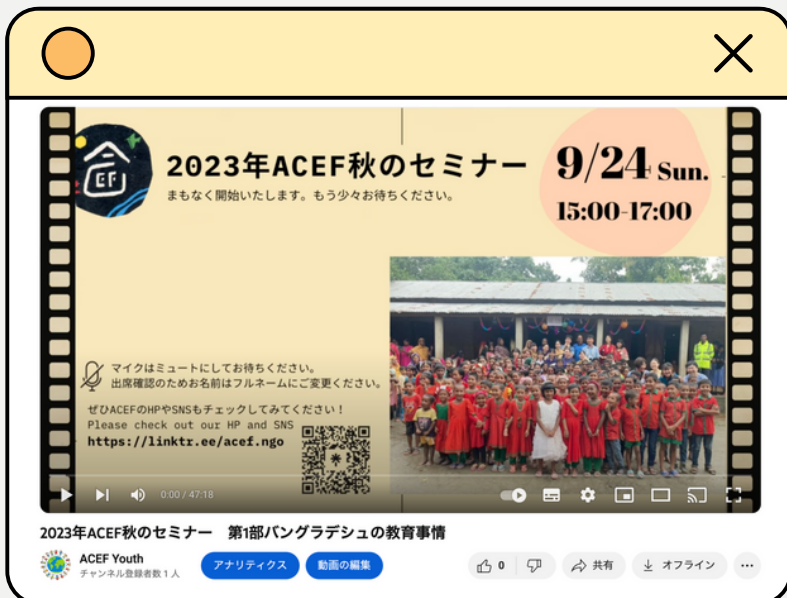 EF
2023年ACEF秋のセミナー
まもなく開始いたします。もう少々お待ちください。
9/24 Sun.
15:00-17:00
マイクはミュートにしてお待ちください。
出席確認のためお名前はフルネームにご変更ください。
ぜひACEFのHPやSNSもチェックしてみてください！
Please check out our HP and SNS
https://linktr.ee/acef.ngo
0:00 / 47:18
2023年ACEF秋のセミナー　第1部バングラデシュの教育事情
ACEF Youth
チャンネル登録者数 1 人
アナリティクス
動画の編集
0
共有
オフライン